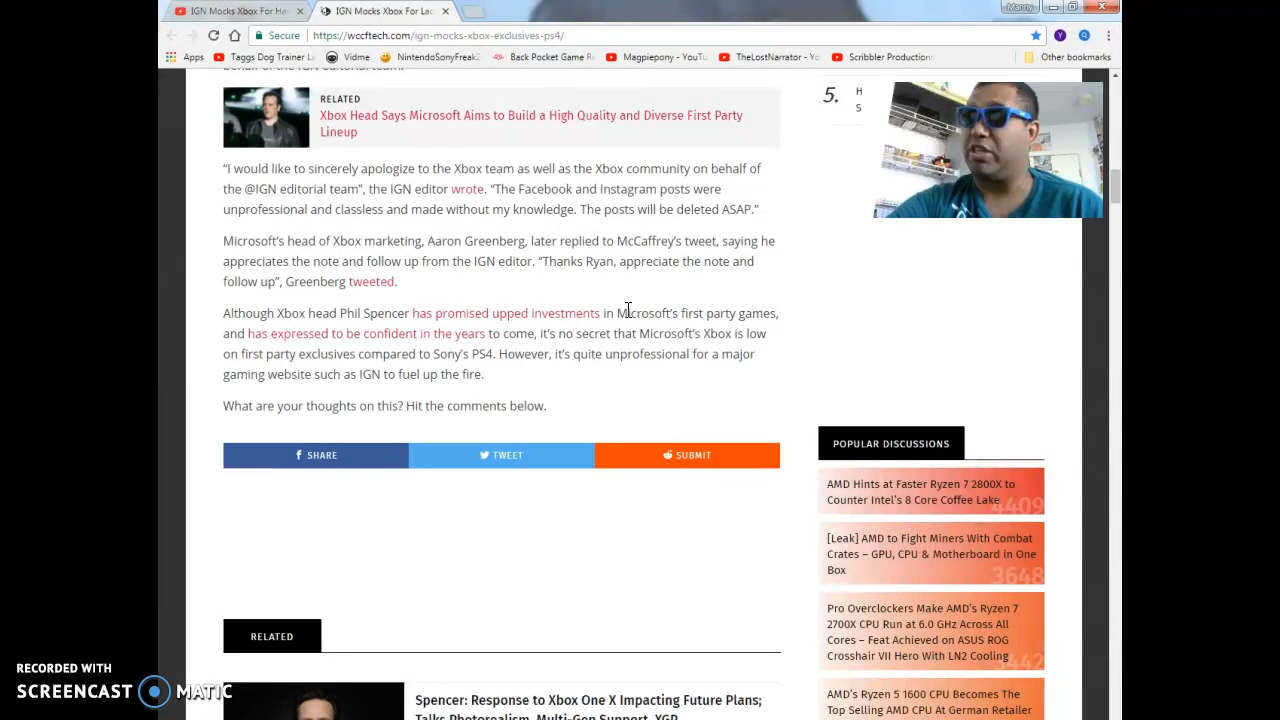 IGN Mocks Xbox For Ha
IGN Mocks Xbox For Lac
Manny
Secure
https://wccftech.com/ign-mocks-xbox-exclusives-ps4/
Apps
Taggs Dog Trainer L
Vidme
NintendoSonyFreak
Back Pocket Game R
Magpiepony - YouTu
TheLostNarrator - Yo
Scribbler Production
Other bookmarks
RELATED
Xbox Head Says Microsoft Aims to Build a High Quality and Diverse First Party
Lineup
5.
H
S
“I would like to sincerely apologize to the Xbox team as well as the Xbox community on behalf of
the @IGN editorial team”, the IGN editor wrote. “The Facebook and Instagram posts were
unprofessional and classless and made without my knowledge. The posts will be deleted ASAP.”
Microsoft’s head of Xbox marketing, Aaron Greenberg, later replied to McCaffrey’s tweet, saying he
appreciates the note and follow up from the IGN editor. “Thanks Ryan, appreciate the note and
follow up”, Greenberg tweeted.
Although Xbox head Phil Spencer has promised upped investments in Microsoft’s first party games,
and has expressed to be confident in the years to come, it’s no secret that Microsoft’s Xbox is low
on first party exclusives compared to Sony’s PS4. However, it’s quite unprofessional for a major
gaming website such as IGN to fuel up the fire.
What are your thoughts on this? Hit the comments below.
SHARE
TWEET
SUBMIT
POPULAR DISCUSSIONS
AMD Hints at Faster Ryzen 7 2800X to
Counter Intel’s 8 Core Coffee Lake
4409
[Leak] AMD to Fight Miners With Combat
Crates – GPU, CPU & Motherboard in One
Box
3648
Pro Overclockers Make AMD’s Ryzen 7
2700X CPU Run at 6.0 GHz Across All
Cores – Feat Achieved on ASUS ROG
Crosshair VII Hero With LN2 Cooling
3442
AMD’s Ryzen 5 1600 CPU Becomes The
Top Selling AMD CPU At German Retailer
RELATED
Spencer: Response to Xbox One X Impacting Future Plans;
Talks Photorealism, Multi-Gen Support, XGP
RECORDED WITH
SCREENCAST MATIC